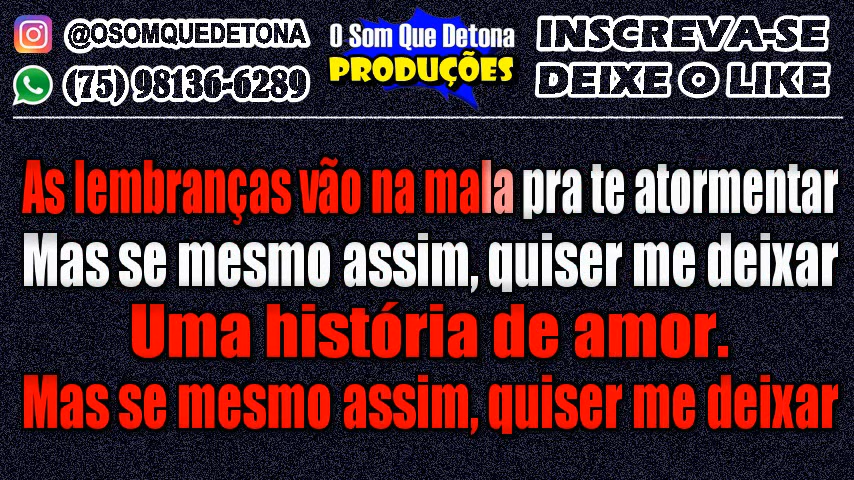 @OSOMQUEDETONA
(75) 98136-6289
O Som Que Detona
PRODUÇÕES
INSCREVA-SE
DEIXE O LIKE
As lembranças vão na mala pra te atormentar
Mas se mesmo assim, quiser me deixar
Uma história de amor.
Mas se mesmo assim, quiser me deixar